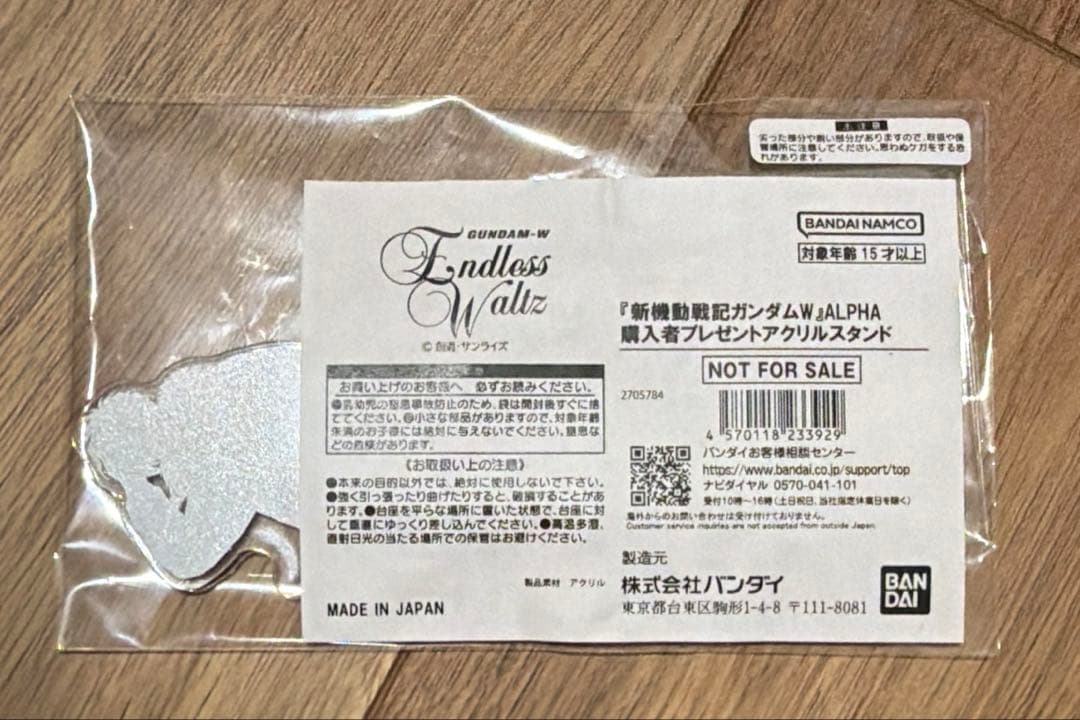 主 注 意
尖った部分や鋭い部分がありますので、取扱や保
管場所に注意してください。思わぬケガをする恐
れがあります。
GUNDAM-W
Endless
Waltz
© 創通・サンライズ
BANDAI NAMCO
対象年齢 15 才以上
『新機動戦記ガンダムW』ALPHA
購入者プレゼントアクリルスタンド
NOT FOR SALE
2705784
4 570118 233929
お買い上げのお客様へ 必ずお読みください。
●乳幼児の窒息事故防止のため、袋は開封後すぐに捨
ててください。●小さな部品がありますので、対象年齢
未満のお子様には絶対に与えないでください。窒息な
どの危険があります。
《お取扱い上の注意》
●本来の目的以外では、絶対に使用しないで下さい。
●強く引っ張ったり曲げたりすると、破損することがあ
ります。●台座を平らな場所に置いた状態で、台座に対
して垂直にゆっくり差し込んでください。●高温多湿、
直射日光の当たる場所での保管はお避けください。
製品素材 アクリル
MADE IN JAPAN
バンダイお客様相談センター
https://www.bandai.co.jp/support/top
ナビダイヤル 0570-041-101
受付10時～16時(土日祝日、当社指定休業日を除く)
海外からのお問い合わせは受け付けておりません。
Customer service inquiries are not accepted from outside Japan.
製造元
株式会社バンダイ
東京都台東区駒形1-4-8 〒111-8081
BAN
DAI